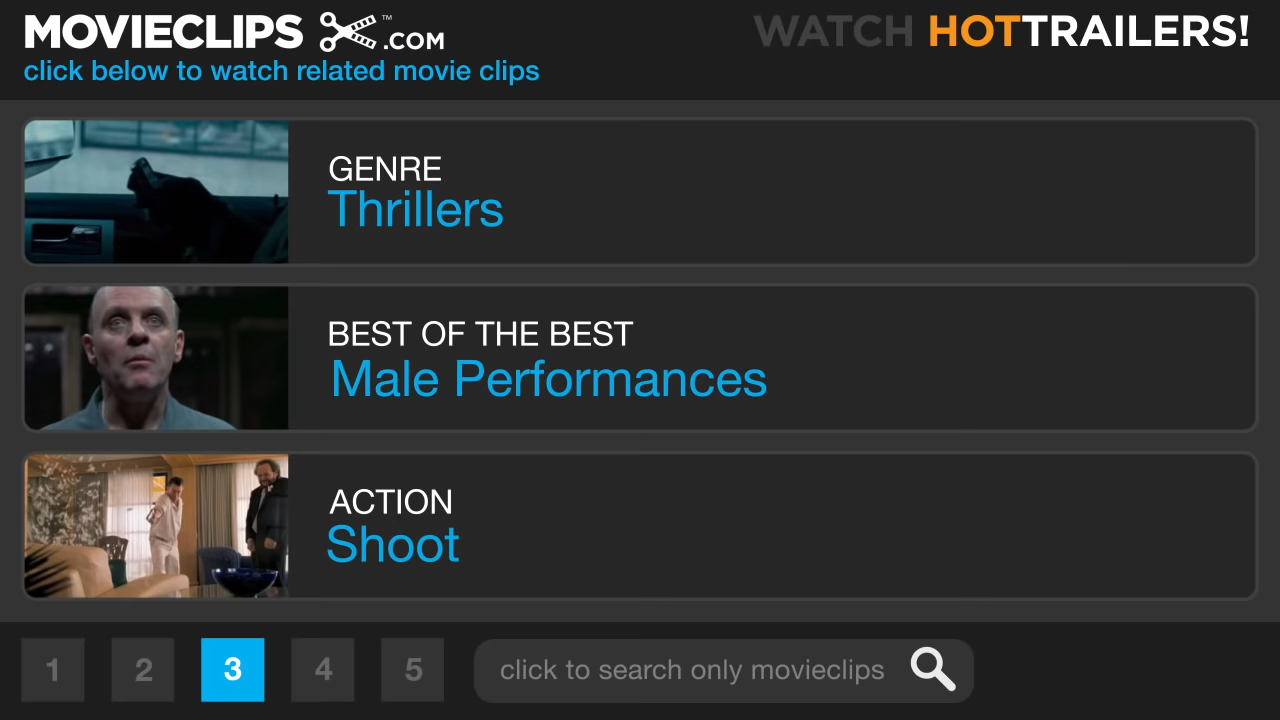 MOVIECLIPS ™ .COM
WATCH HOTTRAILERS!
click below to watch related movie clips
GENRE
Thrillers
BEST OF THE BEST
Male Performances
ACTION
Shoot
1 2 3 4 5
click to search only movieclips